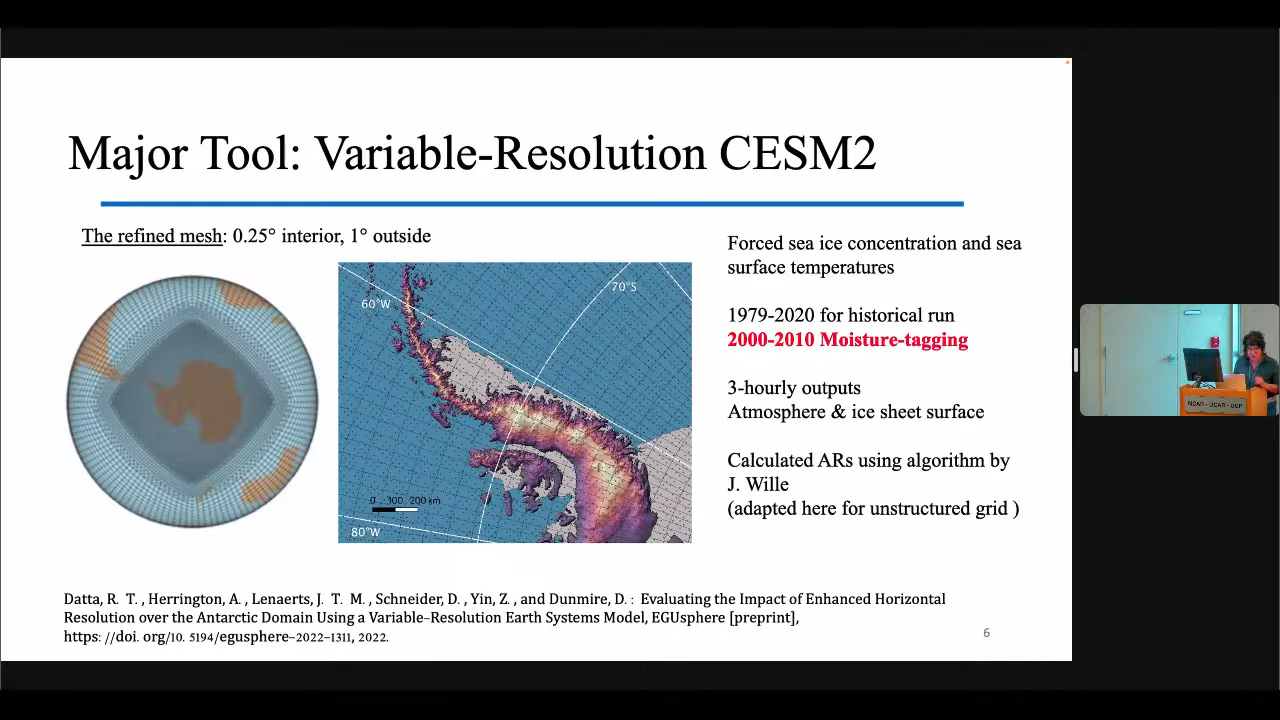 Major Tool: Variable-Resolution CESM2
The refined mesh: 0.25° interior, 1° outside
60°W
70°S
0 100 200 km
80°W
Forced sea ice concentration and sea
surface temperatures
1979-2020 for historical run
2000-2010 Moisture-tagging
3-hourly outputs
Atmosphere & ice sheet surface
Calculated ARs using algorithm by
J. Wille
(adapted here for unstructured grid )
NCAR - UCAR - UCP
Datta, R. T. , Herrington, A. , Lenaerts, J. T. M. , Schneider, D. , Yin, Z. , and Dunmire, D. : Evaluating the Impact of Enhanced Horizontal
Resolution over the Antarctic Domain Using a Variable-Resolution Earth Systems Model, EGUsphere [preprint],
https: //doi. org/10. 5194/egusphere-2022-1311, 2022.
6